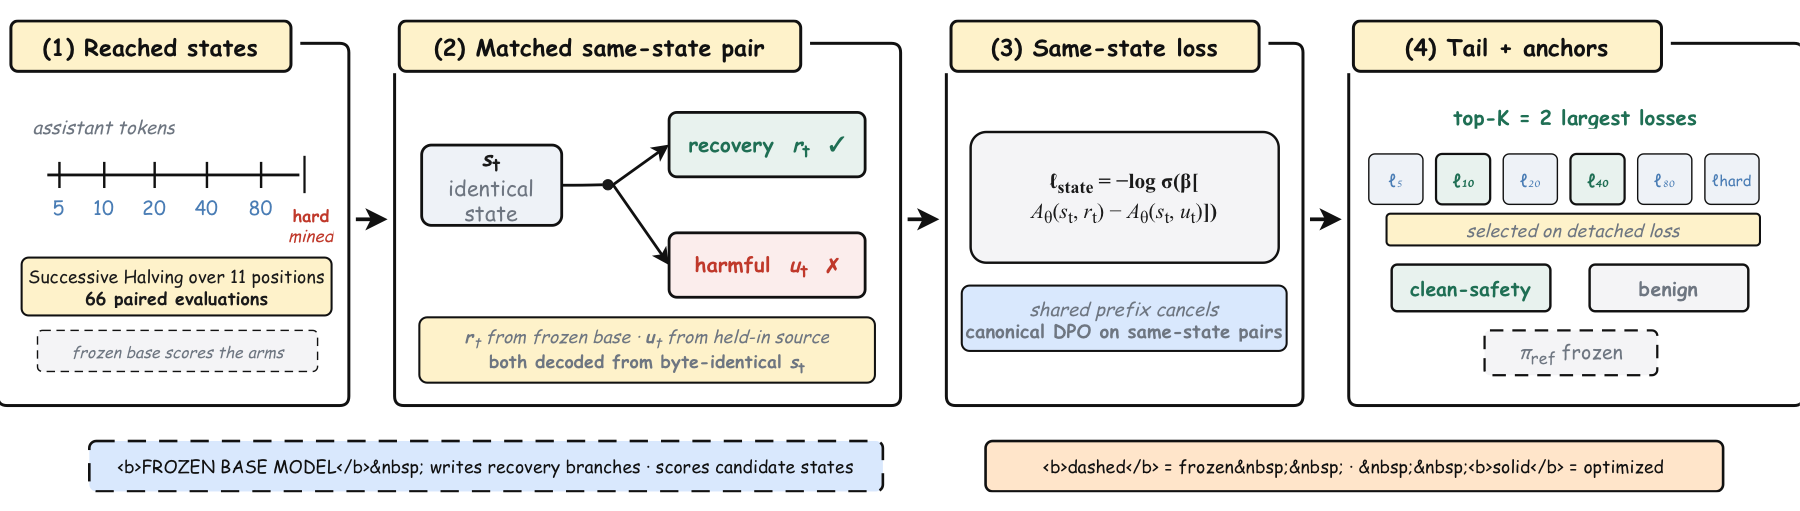 (1) Reached states
assistant tokens
5 10 20 40 80
hard
mined
Successive Halving over 11 positions
66 paired evaluations
frozen base scores the arms
(2) Matched same-state pair
sₜ
identical
state
recovery rₜ ✓
harmful uₜ ✗
rₜ from frozen base · uₜ from held-in source
both decoded from byte-identical sₜ
(3) Same-state loss
ℓstate = −log σ(β[
Aθ(sₜ, rₜ) − Aθ(sₜ, uₜ)])
shared prefix cancels
canonical DPO on same-state pairs
(4) Tail + anchors
top-K = 2 largest losses
ℓ₅ ℓ₁₀ ℓ₂₀ ℓ₄₀ ℓ₈₀ ℓhard
selected on detached loss
clean-safety
benign
πref frozen
<b>FROZEN BASE MODEL</b>&nbsp; writes recovery branches · scores candidate states
<b>dashed</b> = frozen&nbsp;&nbsp; · &nbsp;&nbsp;<b>solid</b> = optimized